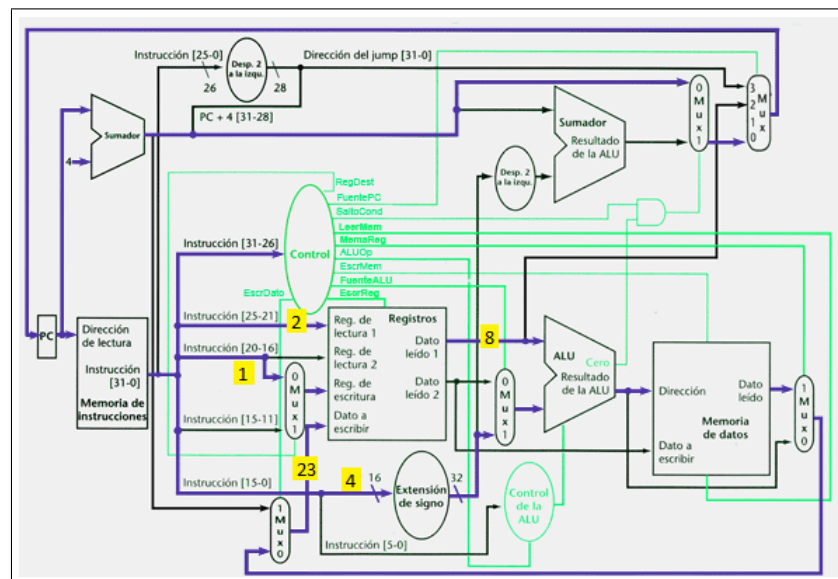 Instrucción [25-0]
Desp. 2
a la izqu.
26
28
Dirección del jump [31-0]
PC + 4 [31-28]
Sumador
4
Sumador
Resultado
de la ALU
Desp. 2
a la izqu.
0
M
u
x
1
3
2
1
0
M
u
x
RegDest
FuentePC
SaltoCond
LeerMem
MemaReg
ALUOp
EscrMem
FuenteALU
EscrReg
EscrDato
Control
Instrucción [31-26]
PC
Dirección
de lectura
Instrucción
[31-0]
Memoria de
instrucciones
Instrucción [25-21]
2
Instrucción [20-16]
1
Instrucción [15-11]
0
M
u
x
1
Registros
Reg. de
lectura 1
Reg. de
lectura 2
Reg. de
escritura
Dato a
escribir
Dato
leído 1
Dato
leído 2
8
0
M
u
x
1
ALU
Cero
Resultado
de la ALU
Dirección
Dato
leído
Memoria
de datos
Dato a
escribir
1
M
u
x
0
23
Instrucción [15-0]
4
16
Extensión
de signo
32
Control
de la
ALU
Instrucción [5-0]
1
M
u
x
0